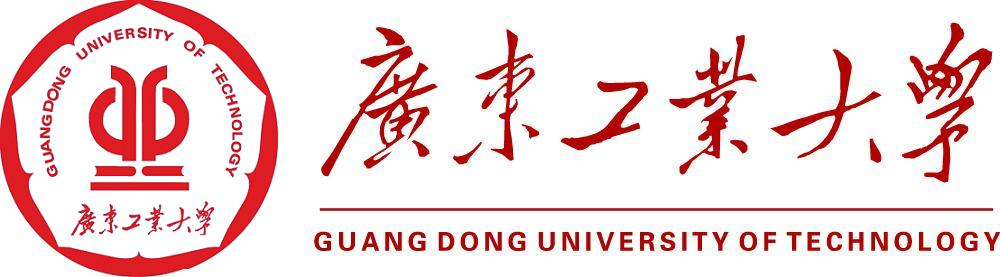 GUANGDONG UNIVERSITY OF TECHNOLOGY
廣東工業大學
廣東工業大學
GUANG DONG UNIVERSITY OF TECHNOLOGY